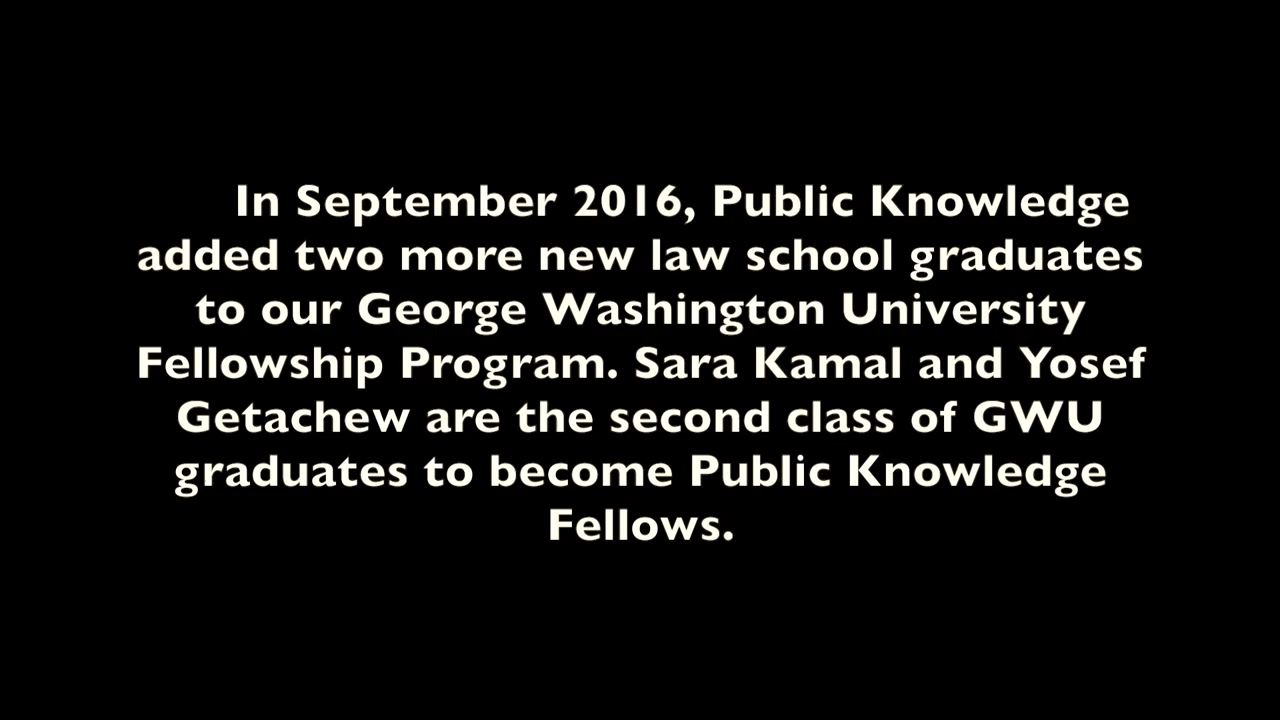 In September 2016, Public Knowledge
added two more new law school graduates
to our George Washington University
Fellowship Program. Sara Kamal and Yosef
Getachew are the second class of GWU
graduates to become Public Knowledge
Fellows.